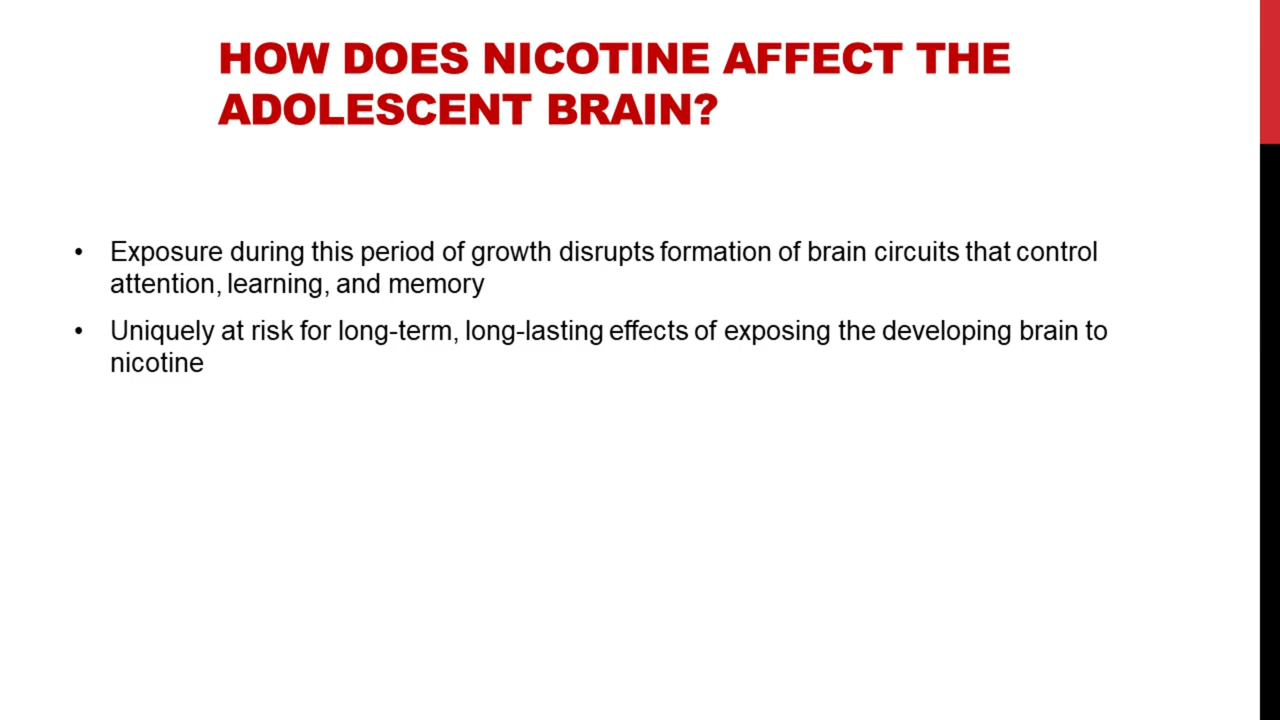 HOW DOES NICOTINE AFFECT THE
ADOLESCENT BRAIN?
• Exposure during this period of growth disrupts formation of brain circuits that control
attention, learning, and memory
• Uniquely at risk for long-term, long-lasting effects of exposing the developing brain to
nicotine